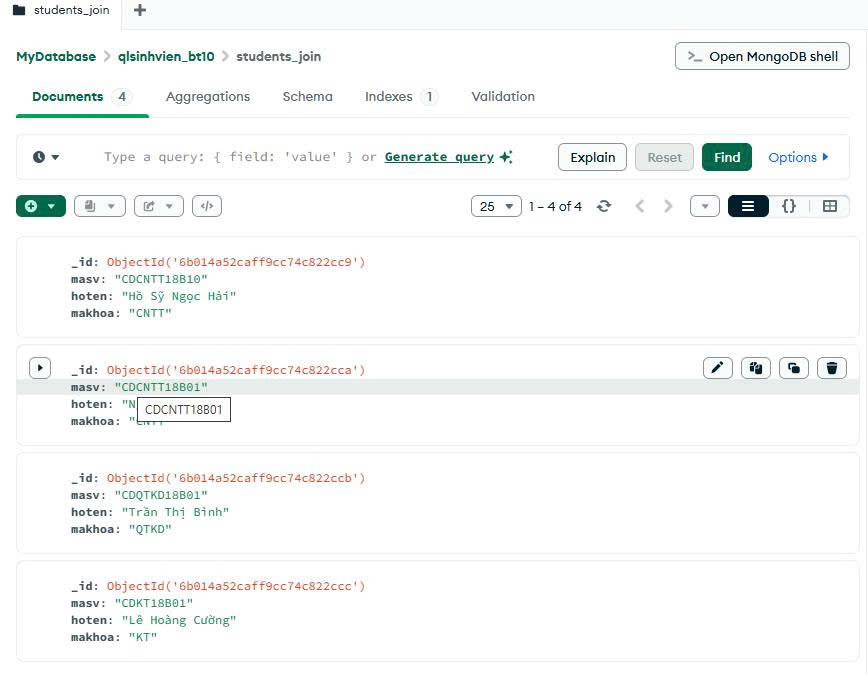 students_join
MyDatabase > qlsinhvien_bt10 > students_join
>_ Open MongoDB shell
Documents 4 Aggregations Schema Indexes 1 Validation
Type a query: { field: 'value' } or Generate query
Explain Reset Find Options
25 1 – 4 of 4
_id: ObjectId('6b014a52caff9cc74c822cc9')
masv: "CDCNTT18B10"
hoten: "Hồ Sỹ Ngọc Hải"
makhoa: "CNTT"
_id: ObjectId('6b014a52caff9cc74c822cca')
masv: "CDCNTT18B01"
hoten: "N
CDCNTT18B01
makhoa: "CNTT"
_id: ObjectId('6b014a52caff9cc74c822ccb')
masv: "CDQTKD18B01"
hoten: "Trần Thị Bình"
makhoa: "QTKD"
_id: ObjectId('6b014a52caff9cc74c822ccc')
masv: "CDKT18B01"
hoten: "Lê Hoàng Cường"
makhoa: "KT"